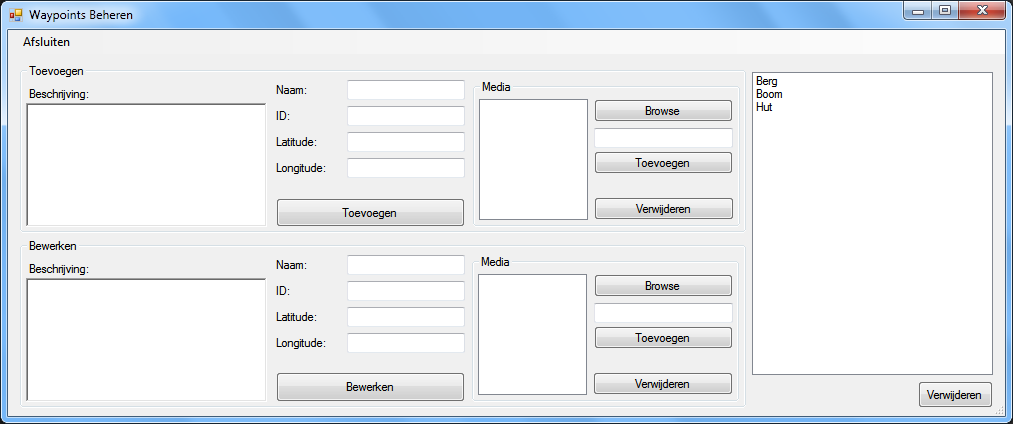 Waypoints Beheren
Afsluiten
Toevoegen
Beschrijving:
Naam:
ID:
Latitude:
Longitude:
Toevoegen
Media
Browse
Toevoegen
Verwijderen
Bewerken
Beschrijving:
Naam:
ID:
Latitude:
Longitude:
Bewerken
Media
Browse
Toevoegen
Verwijderen
Berg
Boom
Hut
Verwijderen